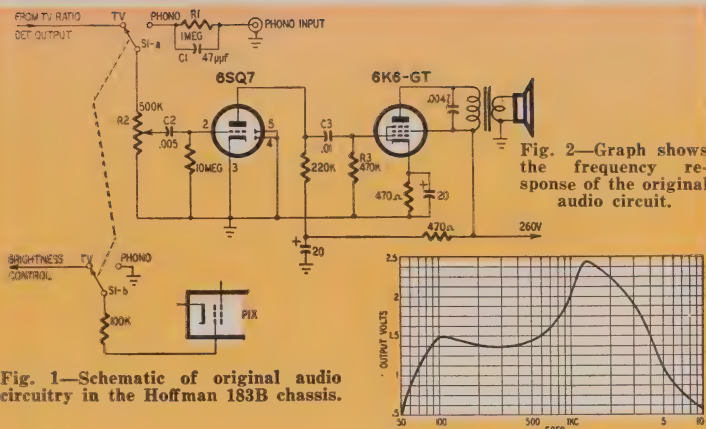 FROM TV RATIO
DET OUTPUT
TV
PHONO
R1
1MEG
C1
47μμf
PHONO INPUT
S1-a
6SQ7
6K6-GT
500K
R2
C2
.005
2
5
4
3
10MEG
C3
.01
220K
R3
470K
.0047
470Ω
20
470Ω
20
260V
Fig. 2—Graph shows
the frequency re-
sponse of the original
audio circuit.
BRIGHTNESS
CONTROL
TV
PHONO
S1-b
100K
PIX
Fig. 1—Schematic of original audio
circuitry in the Hoffman 183B chassis.
OUTPUT VOLTS
2.5
2
1.5
1
.5
50
100
500
1KC
5
10
FREQ